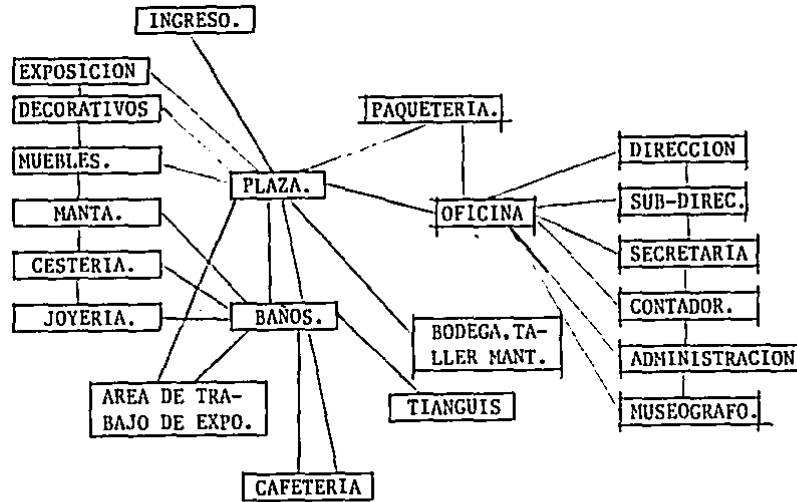 INGRESO.
EXPOSICION
DECORATIVOS
MUEBLES.
MANTA.
CESTERIA.
JOYERIA.
PLAZA.
BAÑOS.
AREA DE TRA-
BAJO DE EXPO.
CAFETERIA
PAQUETERIA.
OFICINA
BODEGA,TA-
LLER MANT.
TIANGUIS
DIRECCION
SUB-DIREC.
SECRETARIA
CONTADOR.
ADMINISTRACION
MUSEOGRAFO.